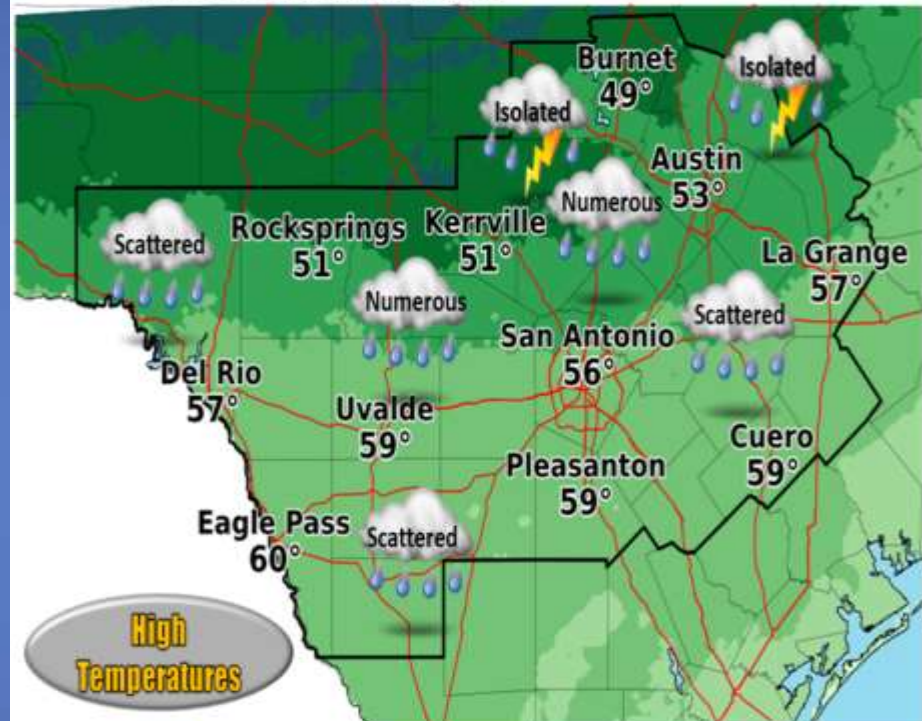 Burnet
49°
Isolated
Isolated
Austin
53°
Numerous
Scattered
Rocksprings
51°
Kerrville
51°
La Grange
57°
Numerous
Scattered
San Antonio
56°
Del Rio
57°
Uvalde
59°
Cuero
59°
Pleasanton
59°
Eagle Pass
60°
Scattered
High
Temperatures